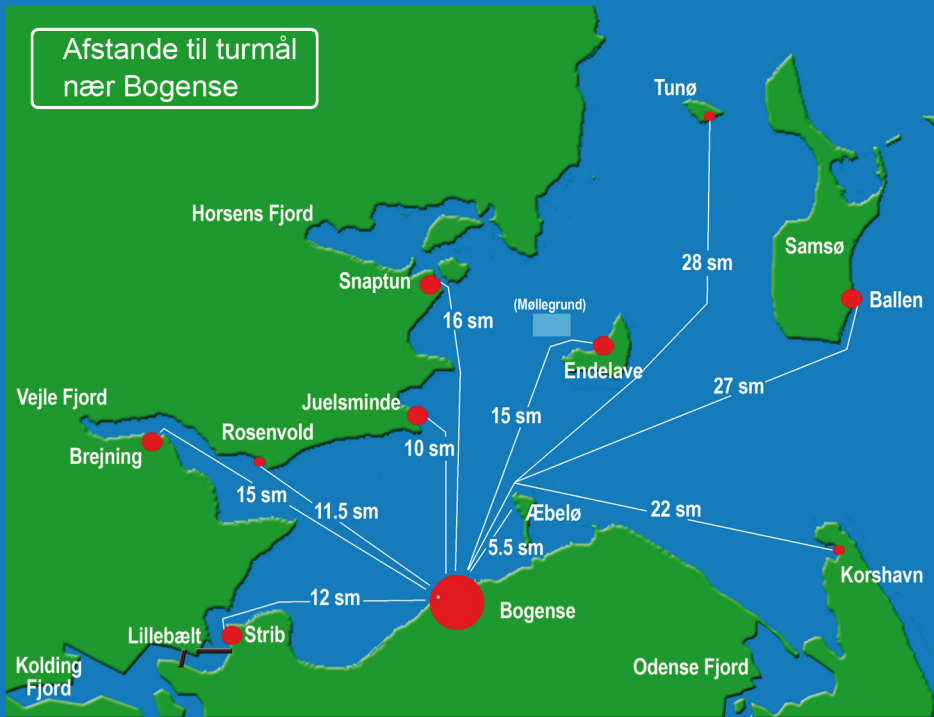 Afstande til turmål
nær Bogense
Tunø
Horsens Fjord
Samsø
28 sm
Snaptun
Ballen
(Møllegrund)
16 sm
Endelave
27 sm
Vejle Fjord
Juelsminde
15 sm
Rosenvold
10 sm
Brejning
15 sm
11.5 sm
Æbelø
22 sm
5.5 sm
Korshavn
12 sm
Bogense
Lillebælt
Strib
Kolding
Fjord
Odense Fjord